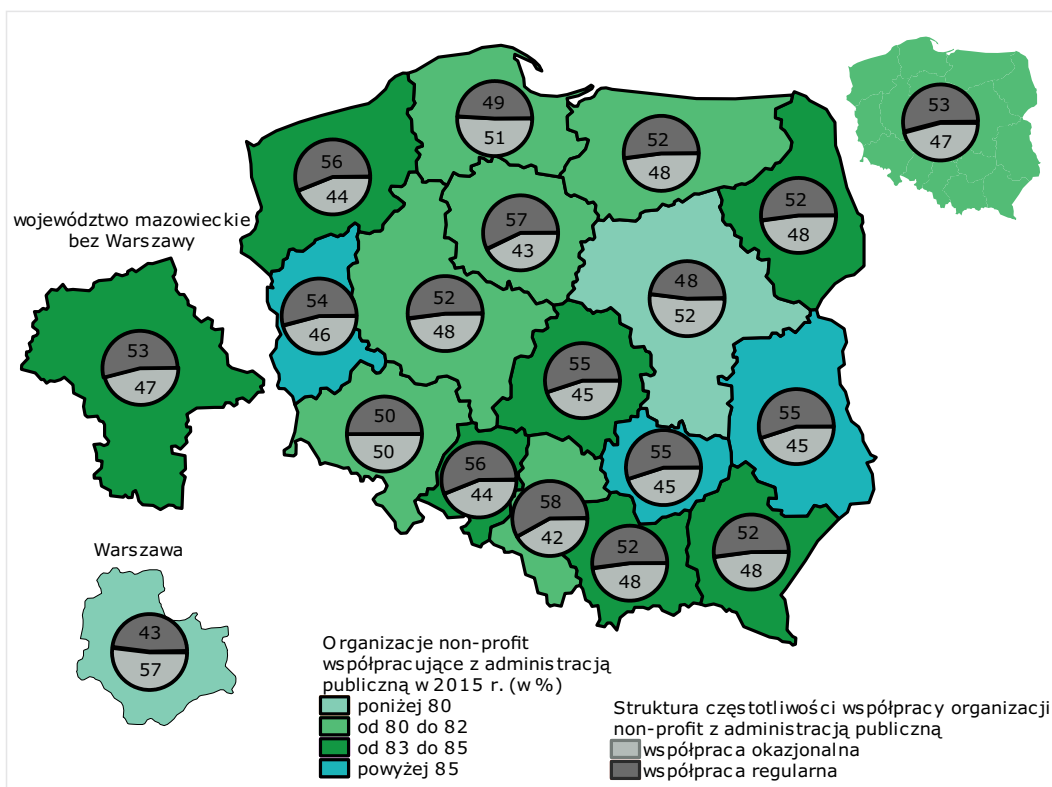 49
51
53
47
52
48
56
44
52
48
57
43
województwo mazowieckie
bez Warszawy
48
52
54
46
52
48
53
47
55
45
55
45
50
50
55
45
56
44
58
42
52
48
52
48
Warszawa
43
57
Organizacje non-profit
współpracujące z administracją
publiczną w 2015 r. (w %)
poniżej 80
od 80 do 82
od 83 do 85
powyżej 85
Struktura częstotliwości współpracy organizacji
non-profit z administracją publiczną
współpraca okazjonalna
współpraca regularna